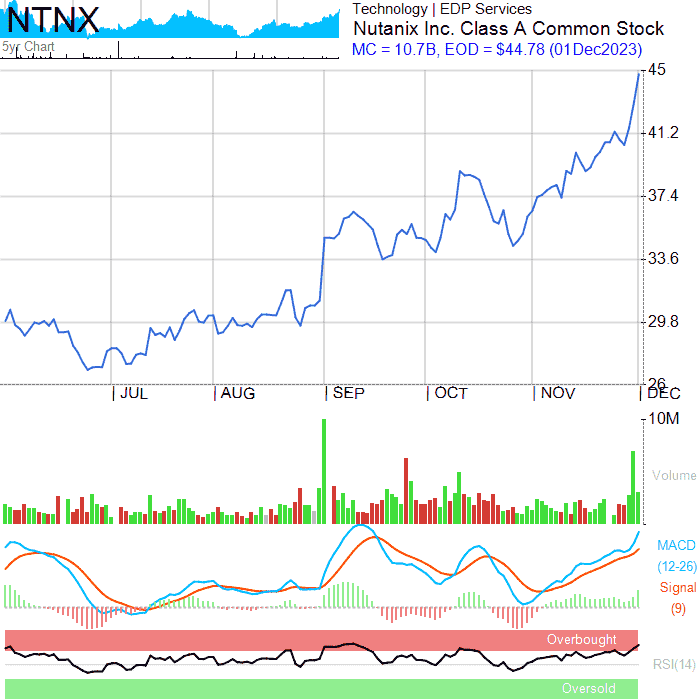 NTNX
5yr Chart
Technology | EDP Services
Nutanix Inc. Class A Common Stock
MC = 10.7B, EOD = $44.78 (01Dec2023)
45
41.2
37.4
33.6
29.8
26
JUL
AUG
SEP
OCT
NOV
DEC
10M
Volume
MACD
(12-26)
Signal
(9)
Overbought
RSI(14)
Oversold